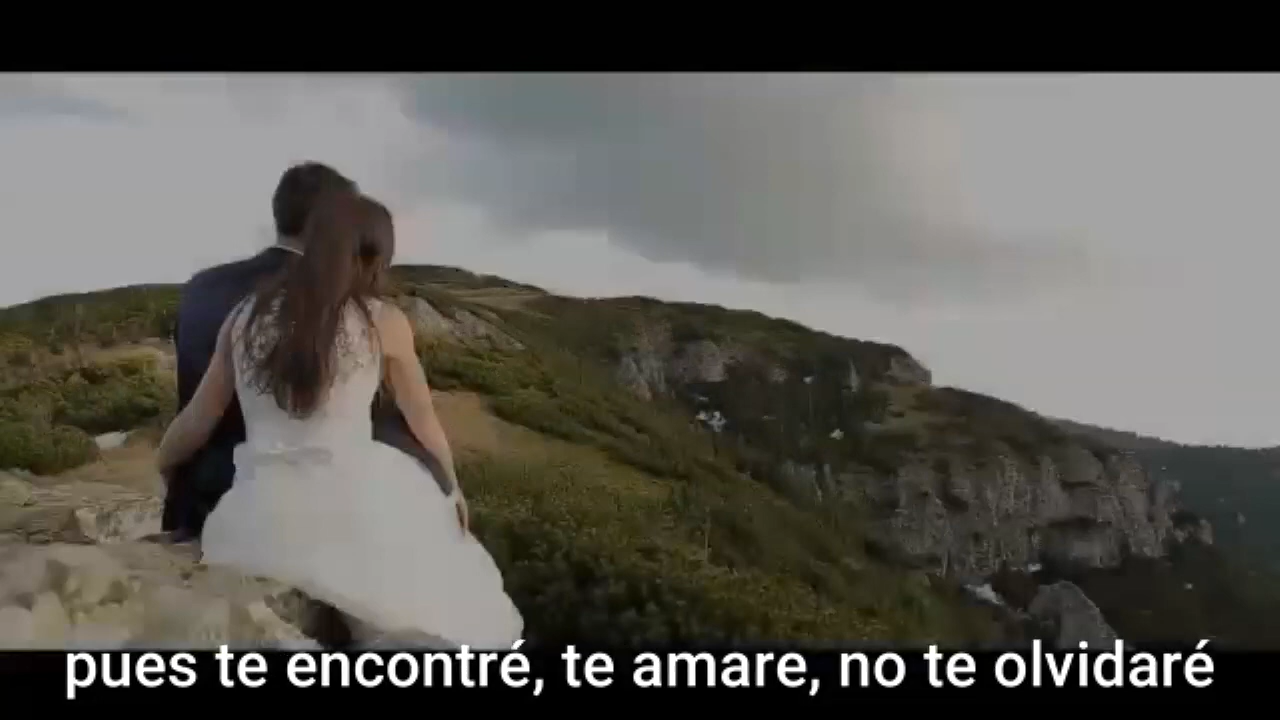 pues te encontré, te amare, no te olvidaré